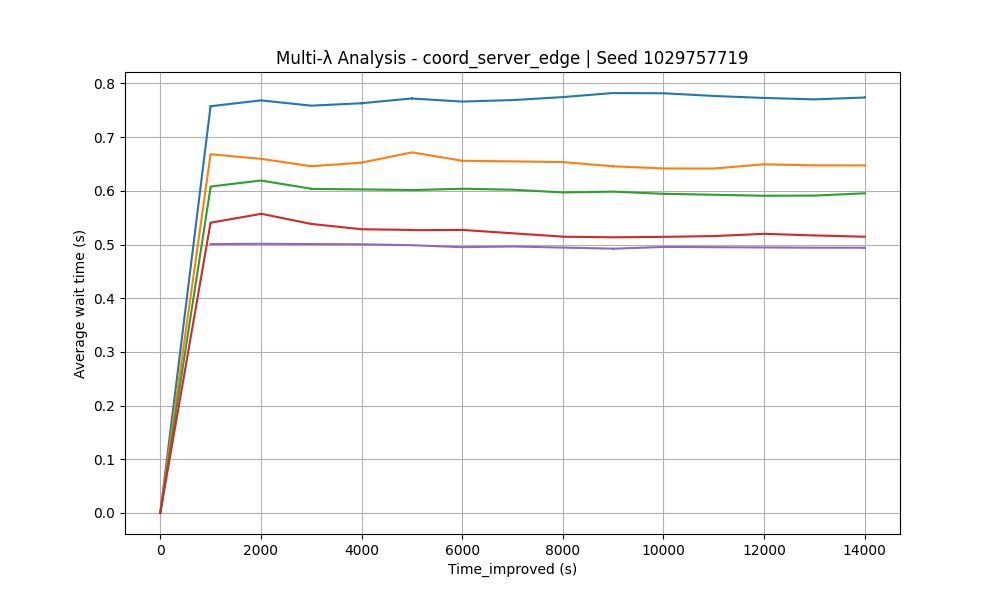 Multi-λ Analysis - coord_server_edge | Seed 1029757719
0.8
0.7
0.6
0.5
0.4
0.3
0.2
0.1
0.0
Average wait time (s)
0 2000 4000 6000 8000 10000 12000 14000
Time_improved (s)